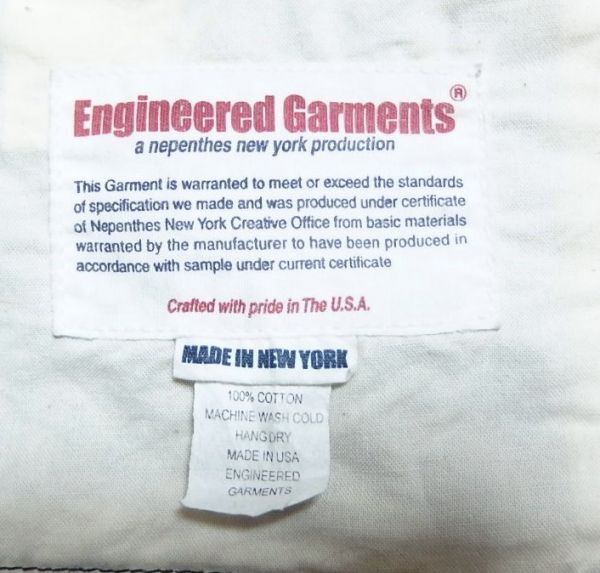 Engineered Garments®
a nepenthes new york production
This Garment is warranted to meet or exceed the standards
of specification we made and was produced under certificate
of Nepenthes New York Creative Office from basic materials
warranted by the manufacturer to have been produced in
accordance with sample under current certificate
Crafted with pride in The U.S.A.
MADE IN NEW YORK
100% COTTON
MACHINE WASH COLD
HANG DRY
MADE IN USA
ENGINEERED
GARMENTS